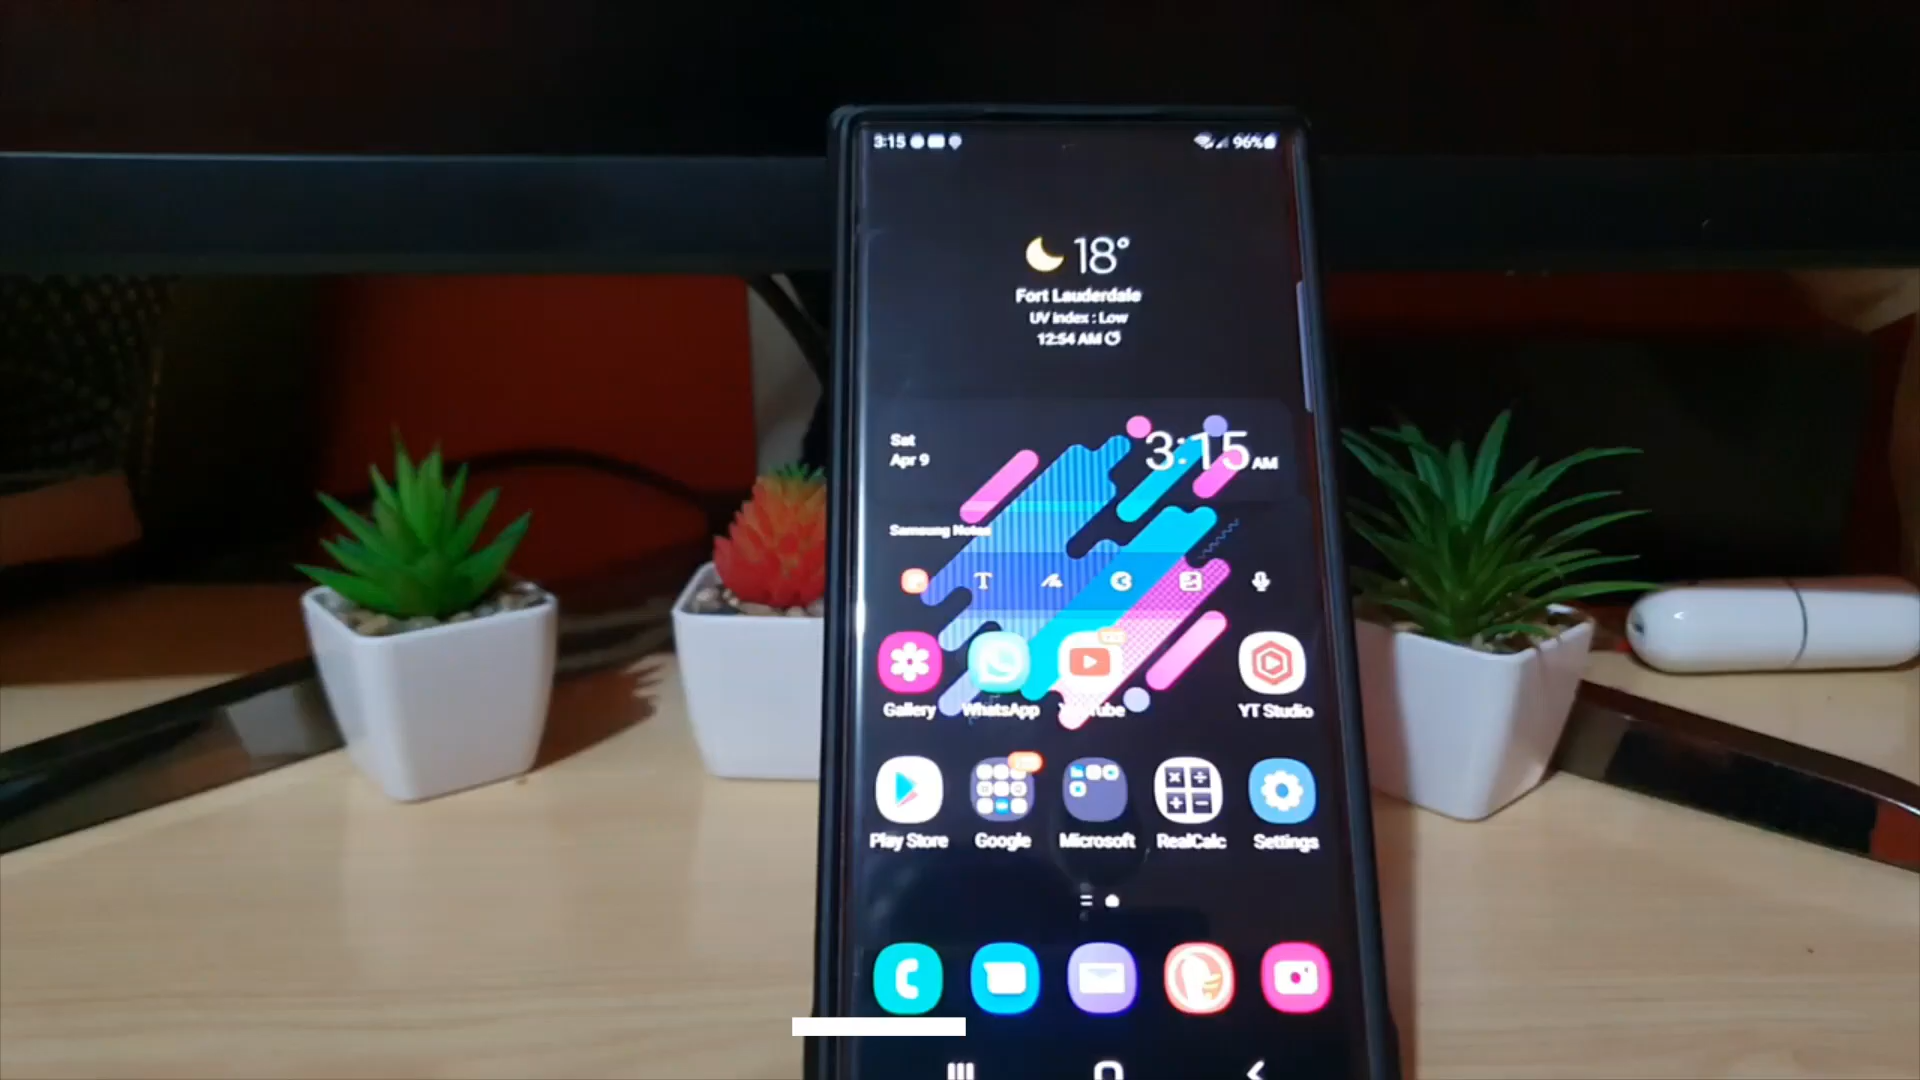 3:15
96%
18°
Fort Lauderdale
UV index : Low
12:54 AM
Sat
Apr 9
3:15 AM
Samsung Notes
T
Gallery
WhatsApp
YouTube
YT Studio
Play Store
Google
Microsoft
RealCalc
Settings